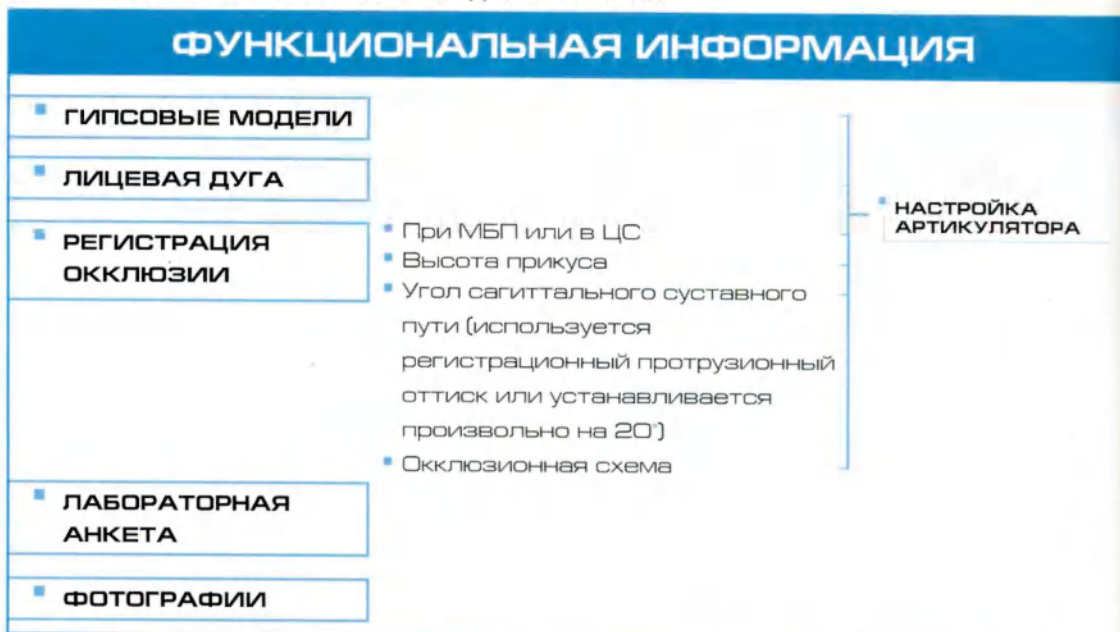 ФУНКЦИОНАЛЬНАЯ ИНФОРМАЦИЯ
ГИПСОВЫЕ МОДЕЛИ
ЛИЦЕВАЯ ДУГА
РЕГИСТРАЦИЯ
ОККЛЮЗИИ
При МБП или в ЦС
Высота прикуса
Угол сагиттального суставного
пути (используется
регистрационный протрузионный
оттиск или устанавливается
произвольно на 20°)
Окклюзионная схема
НАСТРОЙКА
АРТИКУЛЯТОРА
ЛАБОРАТОРНАЯ
АНКЕТА
ФОТОГРАФИИ